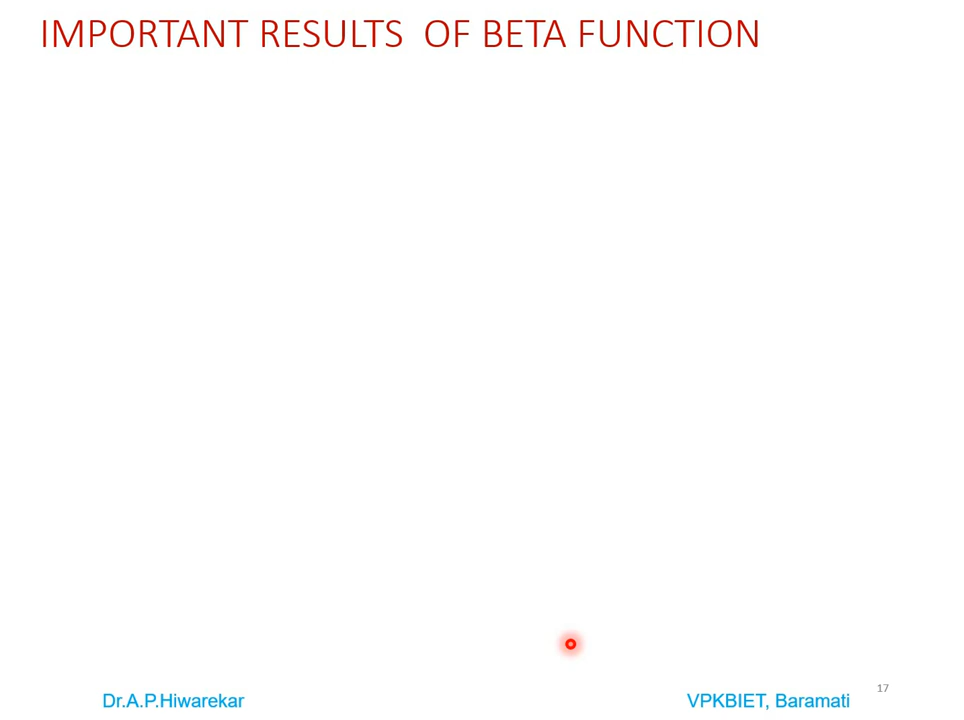 IMPORTANT RESULTS  OF BETA FUNCTION
17
Dr.A.P.Hiwarekar
VPKBIET, Baramati